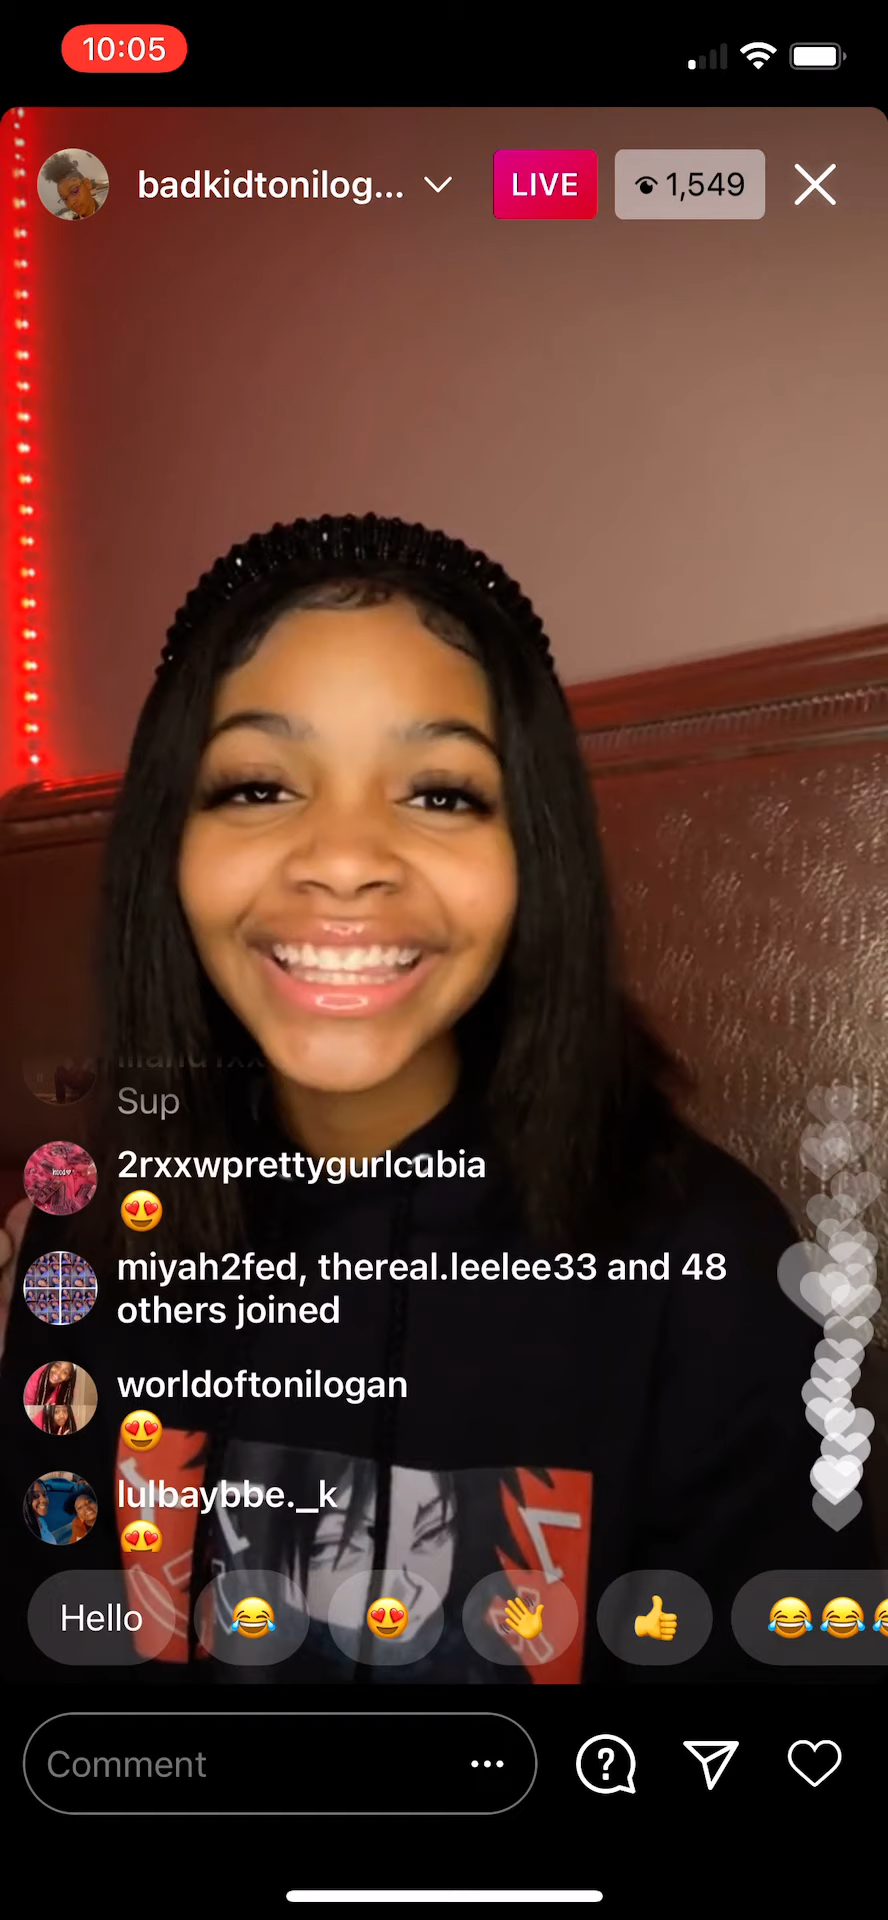 10:05
badkidtonilog...
LIVE
1,549
Sup
2rxxwprettygurlcubia
😍
miyah2fed, thereal.leelee33 and 48
others joined
worldoftonilogan
😍
lulbaybbe._k
😍
Hello 😂 😍 👋 👍 😂😂
Comment